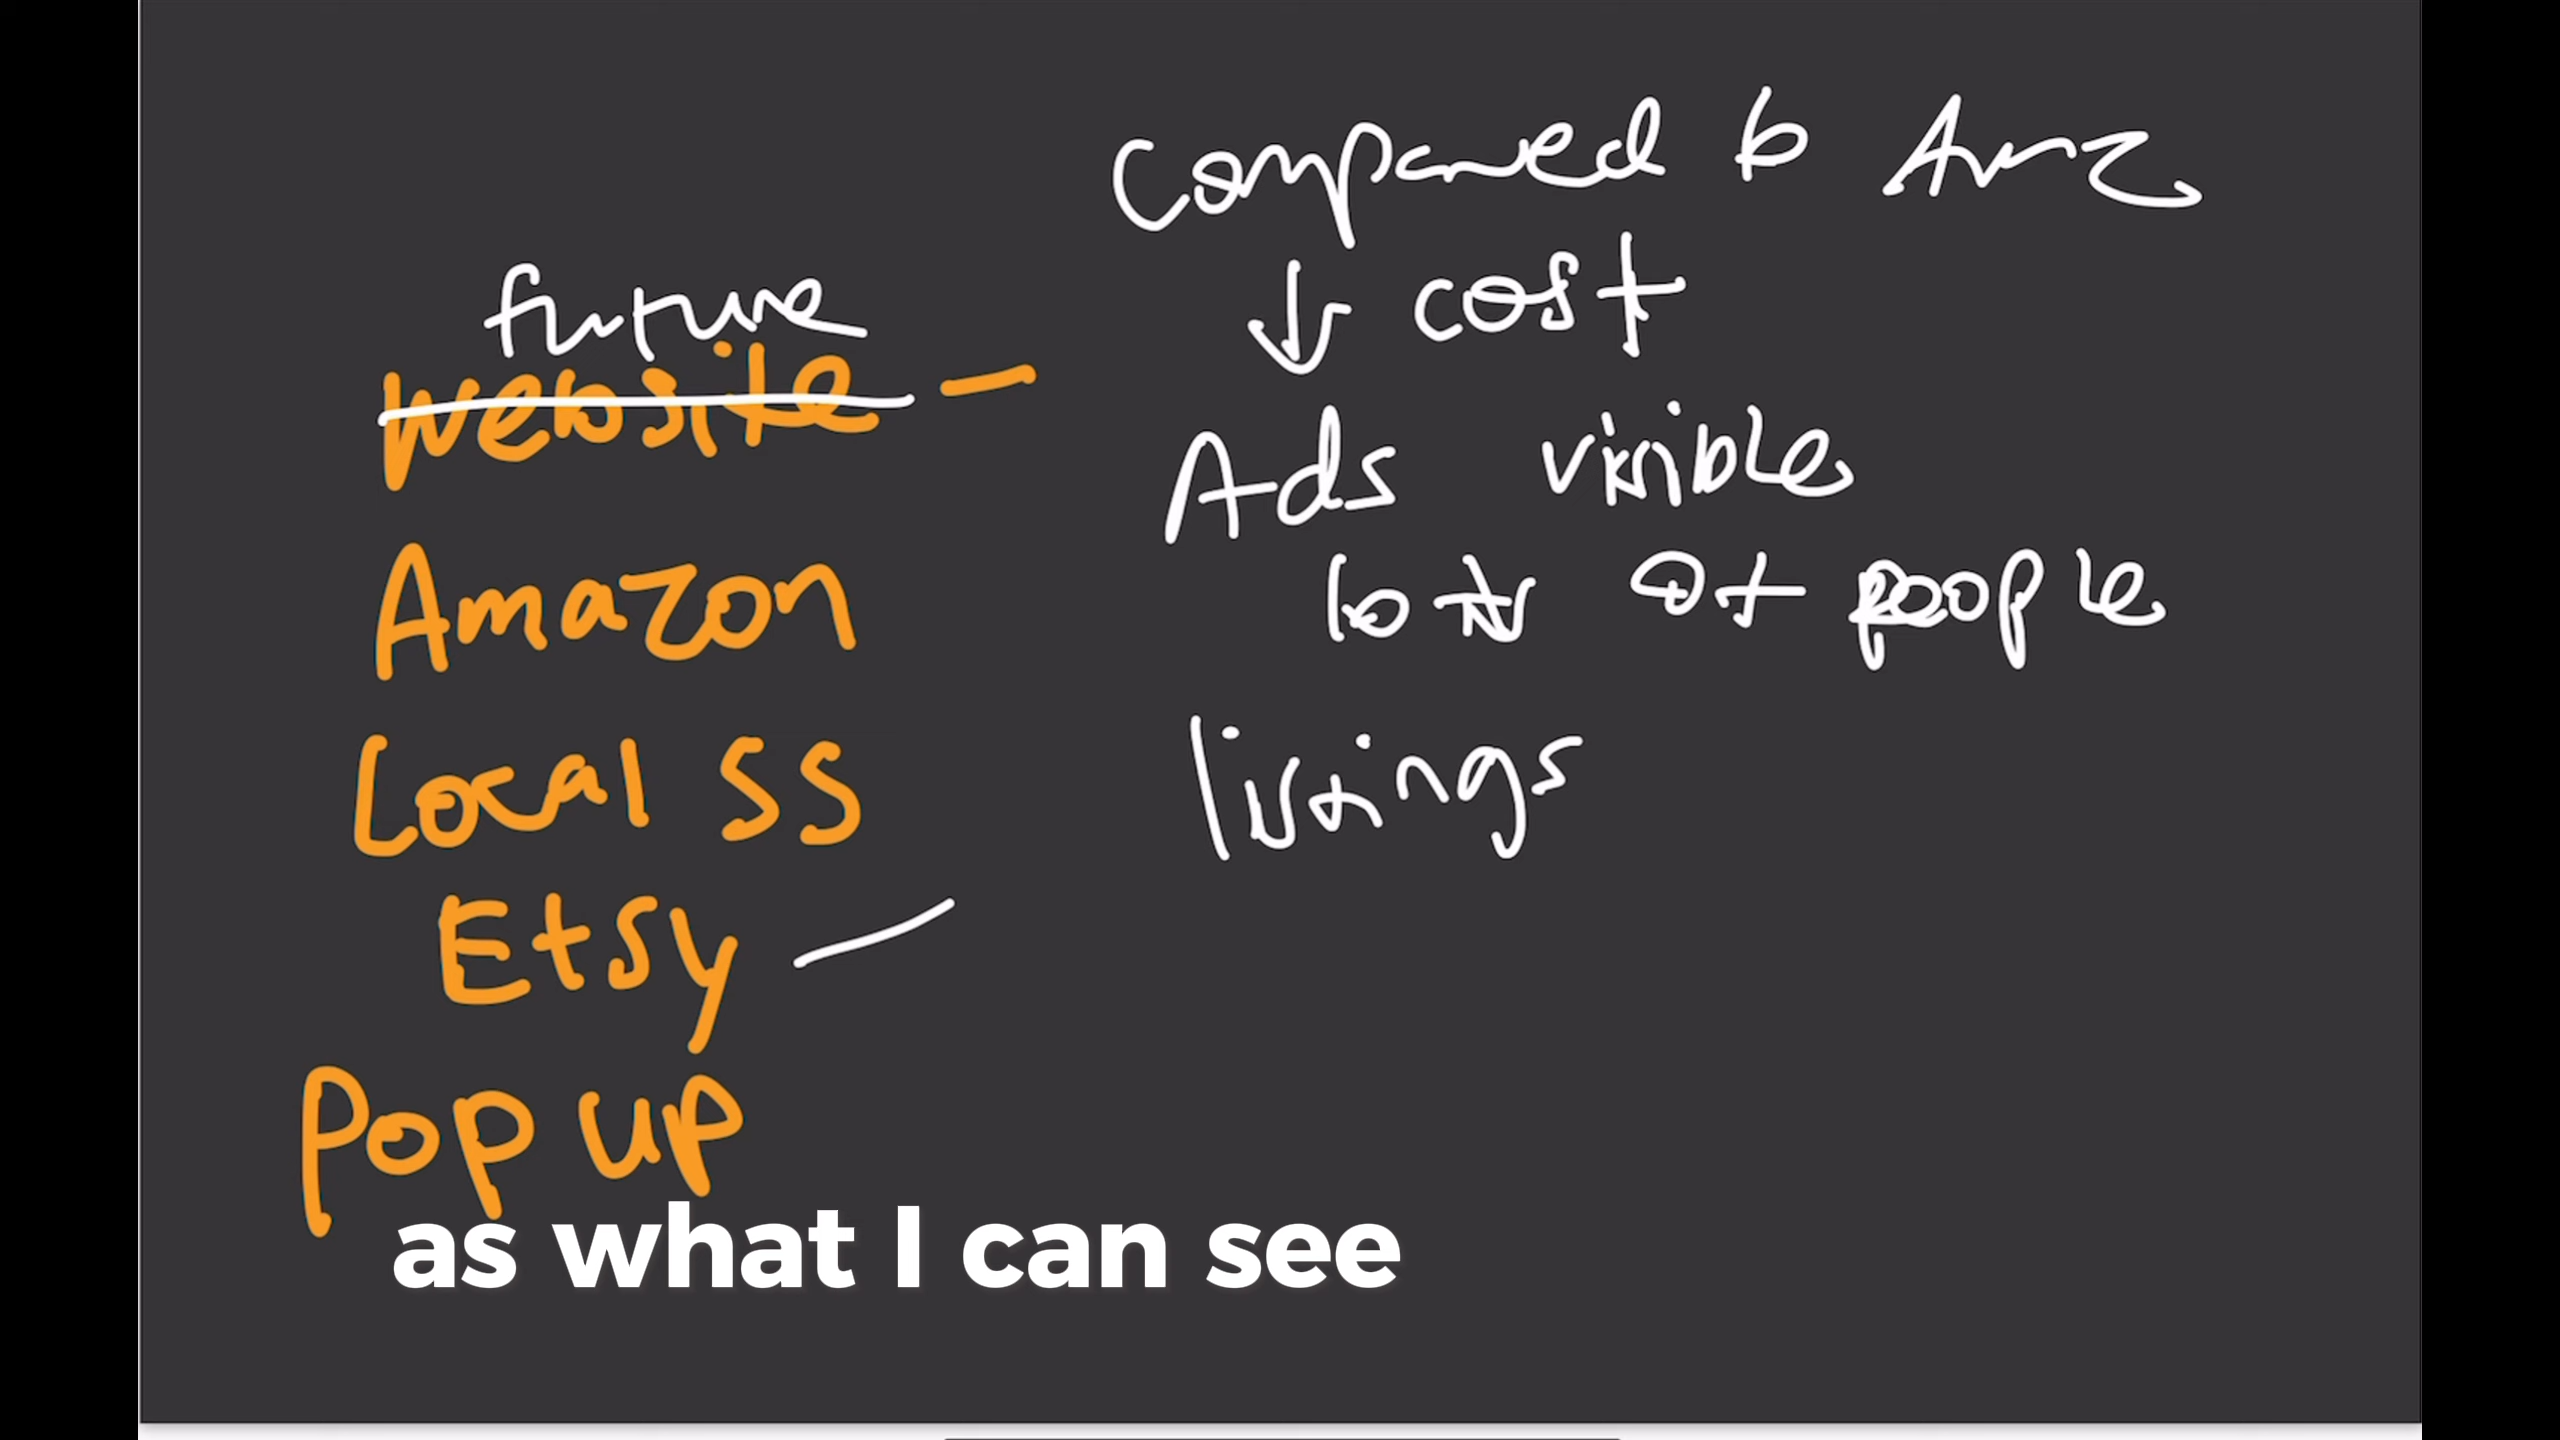 future
website –
Amazon
Local SS
Etsy –
Pop up
compared to Amz
↓ cost
Ads visible
lots of people
listings
as what I can see